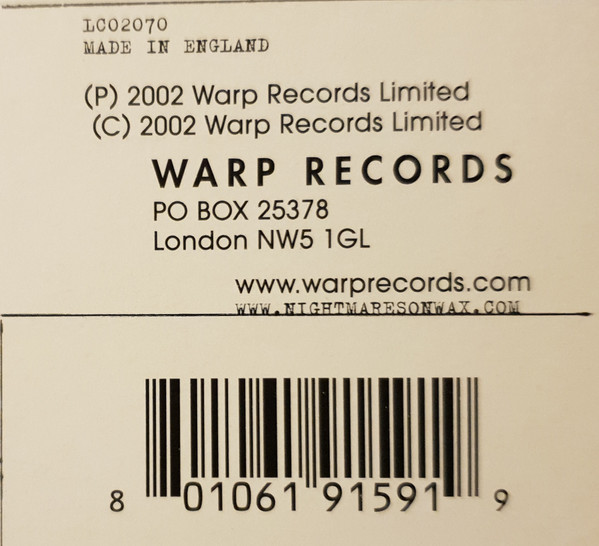 LC02070
MADE IN ENGLAND
(P) 2002 Warp Records Limited
(C) 2002 Warp Records Limited
WARP RECORDS
PO BOX 25378
London NW5 1GL
www.warprecords.com
WWW.NIGHTMARESONWAX.COM
8 01061 91591 9